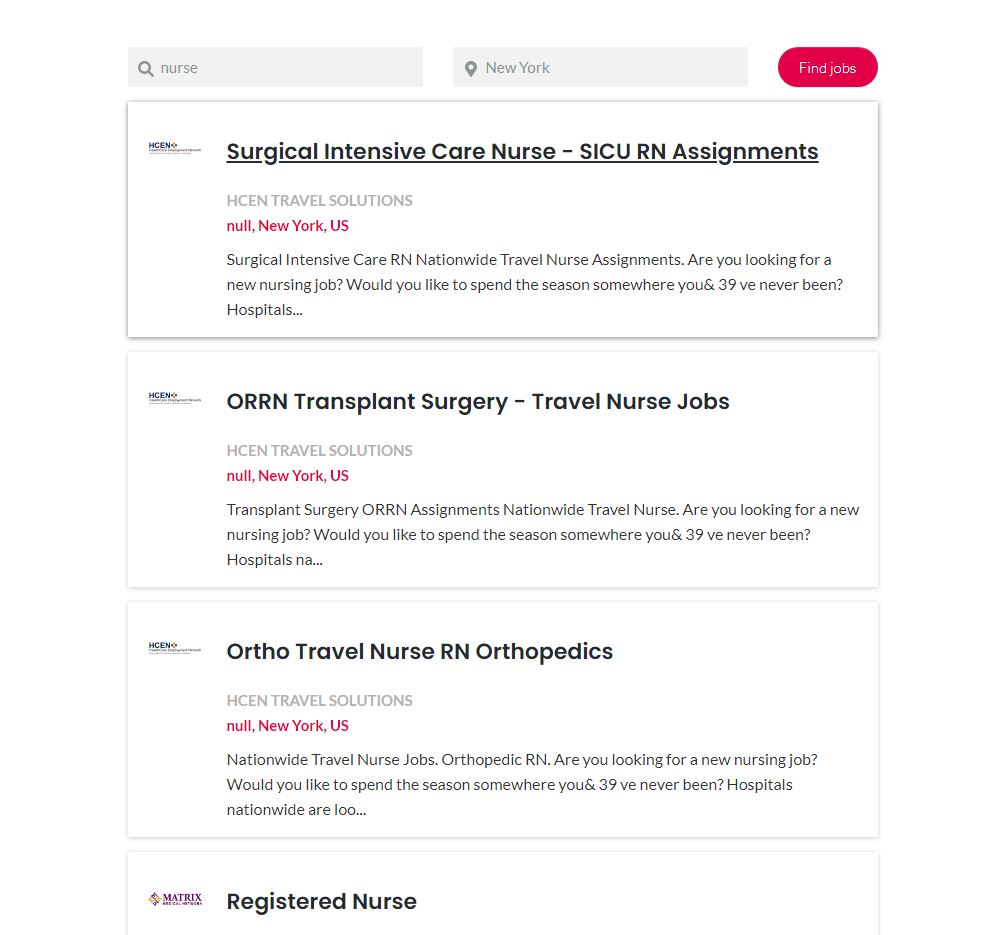 nurse
New York
Find jobs
HCEN
HealthCare Employment Network
Surgical Intensive Care Nurse - SICU RN Assignments
HCEN TRAVEL SOLUTIONS
null, New York, US
Surgical Intensive Care RN Nationwide Travel Nurse Assignments. Are you looking for a
new nursing job? Would you like to spend the season somewhere you& 39 ve never been?
Hospitals...
HCEN
HealthCare Employment Network
ORRN Transplant Surgery - Travel Nurse Jobs
HCEN TRAVEL SOLUTIONS
null, New York, US
Transplant Surgery ORRN Assignments Nationwide Travel Nurse. Are you looking for a new
nursing job? Would you like to spend the season somewhere you& 39 ve never been?
Hospitals na...
HCEN
HealthCare Employment Network
Ortho Travel Nurse RN Orthopedics
HCEN TRAVEL SOLUTIONS
null, New York, US
Nationwide Travel Nurse Jobs. Orthopedic RN. Are you looking for a new nursing job?
Would you like to spend the season somewhere you& 39 ve never been? Hospitals
nationwide are loo...
MATRIX
MEDICAL NETWORK
Registered Nurse